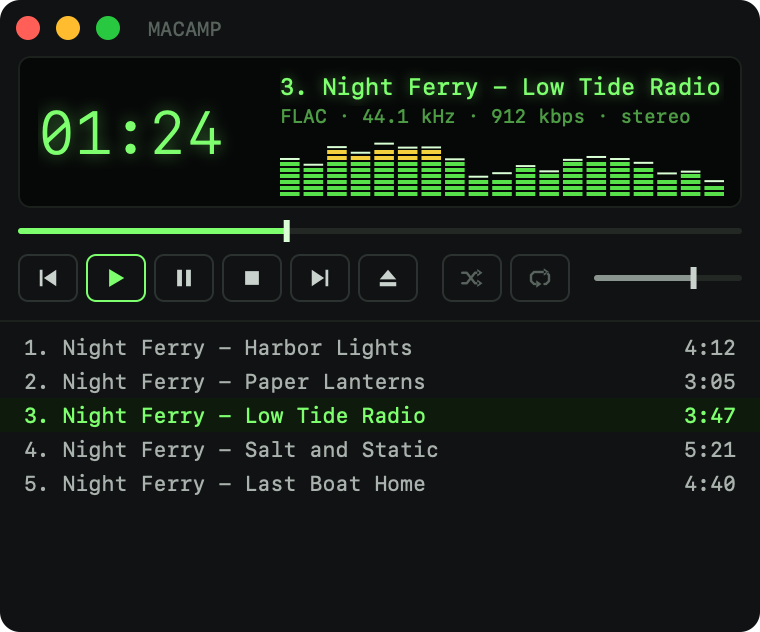 MACAMP
01:24
3. Night Ferry – Low Tide Radio
FLAC · 44.1 kHz · 912 kbps · stereo
1. Night Ferry – Harbor Lights 4:12
2. Night Ferry – Paper Lanterns 3:05
3. Night Ferry – Low Tide Radio 3:47
4. Night Ferry – Salt and Static 5:21
5. Night Ferry – Last Boat Home 4:40